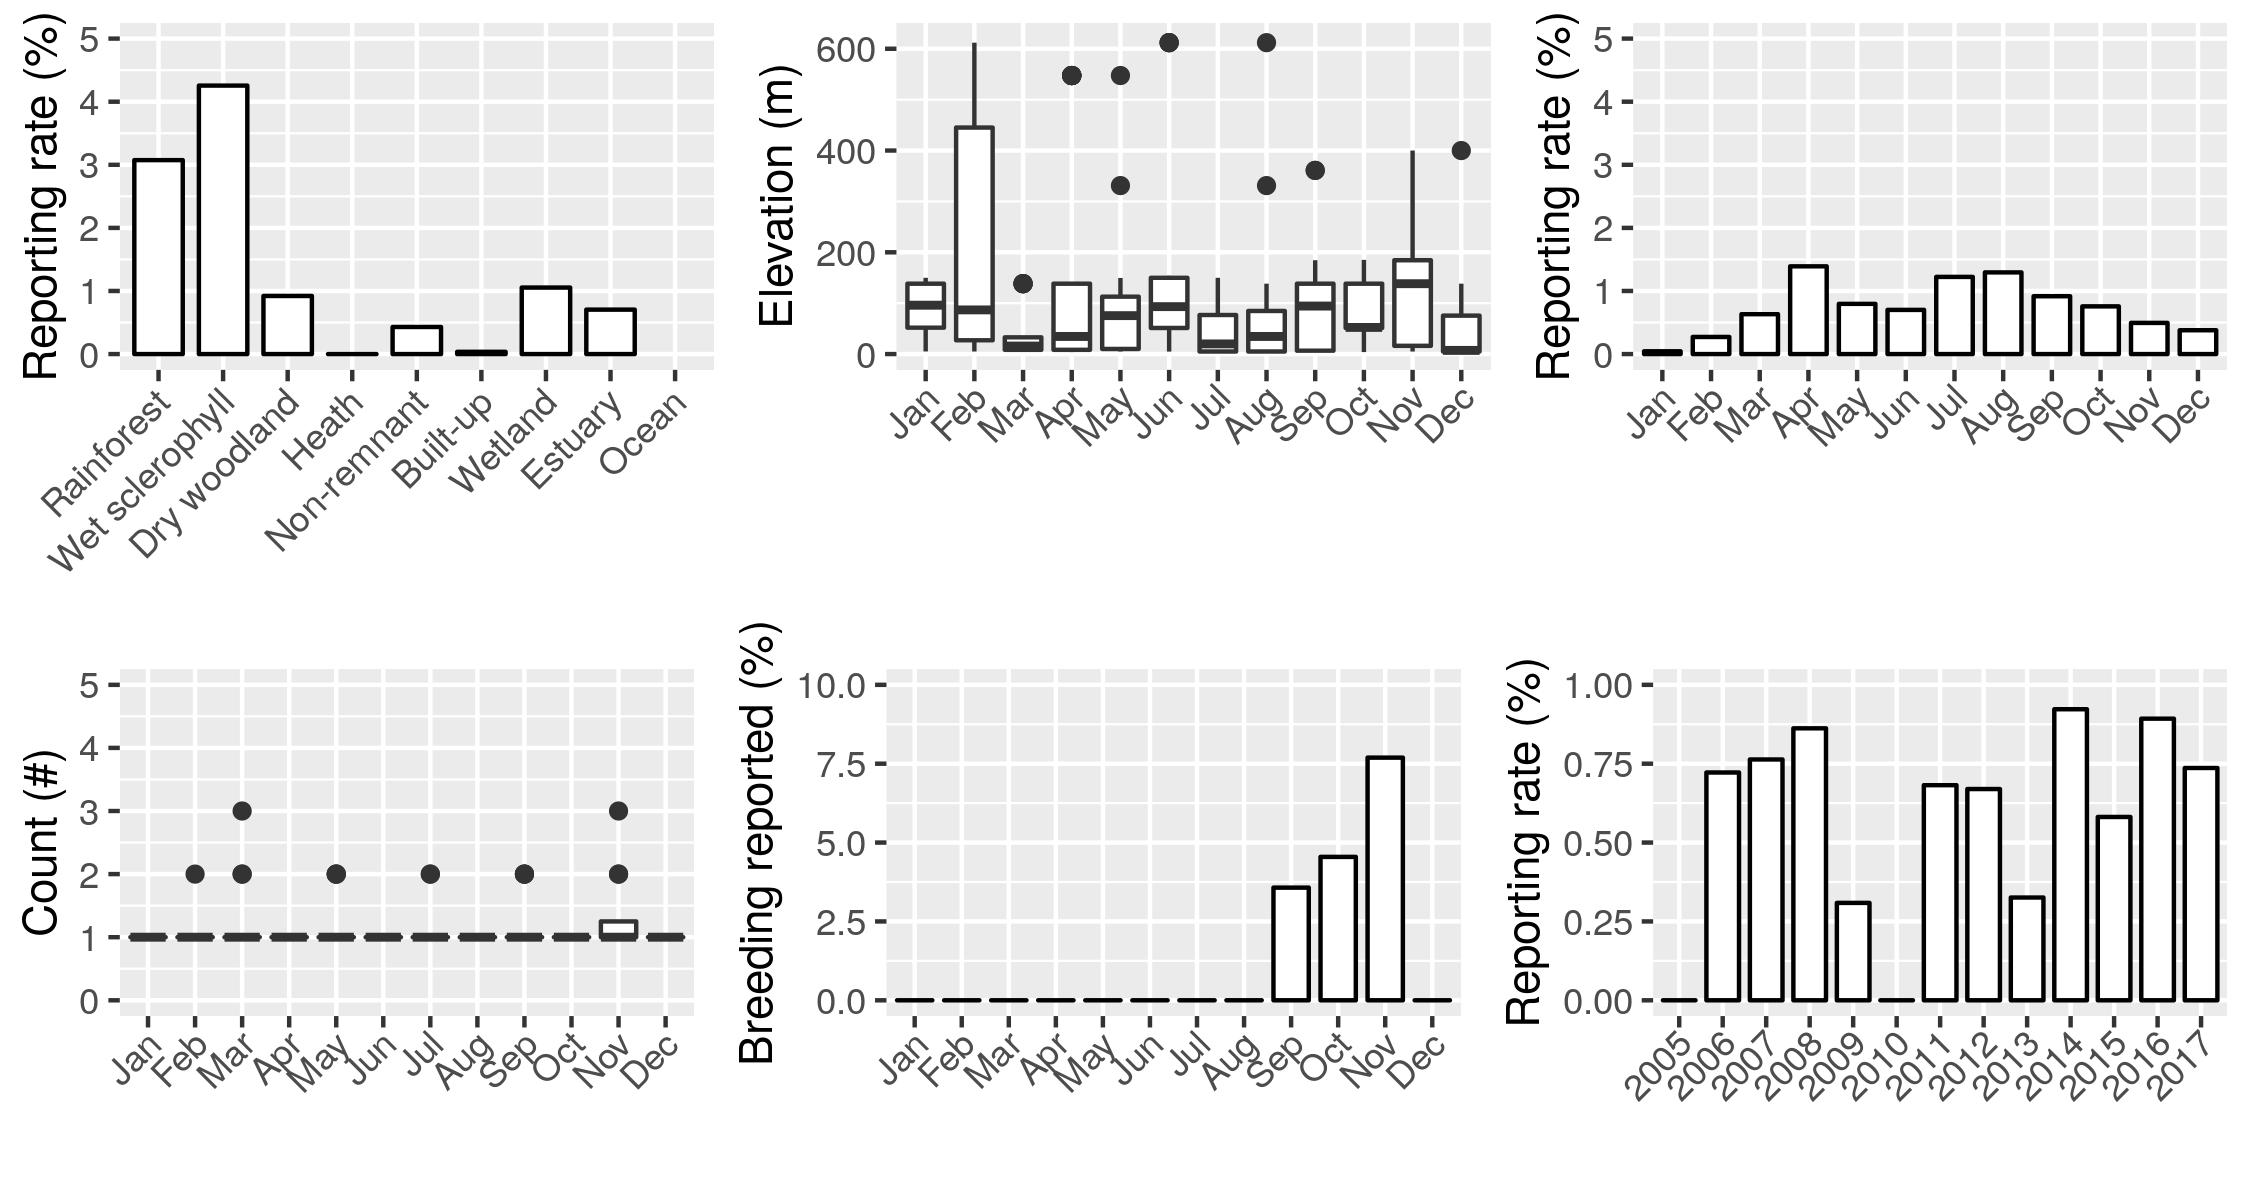 Reporting rate (%)
5
4
3
2
1
0
Rainforest
Wet sclerophyll
Dry woodland
Heath
Non-remnant
Built-up
Wetland
Estuary
Ocean
Elevation (m)
600
400
200
0
Jan
Feb
Mar
Apr
May
Jun
Jul
Aug
Sep
Oct
Nov
Dec
Reporting rate (%)
5
4
3
2
1
0
Jan
Feb
Mar
Apr
May
Jun
Jul
Aug
Sep
Oct
Nov
Dec
Count (#)
5
4
3
2
1
0
Jan
Feb
Mar
Apr
May
Jun
Jul
Aug
Sep
Oct
Nov
Dec
Breeding reported (%)
10.0
7.5
5.0
2.5
0.0
Jan
Feb
Mar
Apr
May
Jun
Jul
Aug
Sep
Oct
Nov
Dec
Reporting rate (%)
1.00
0.75
0.50
0.25
0.00
2005
2006
2007
2008
2009
2010
2011
2012
2013
2014
2015
2016
2017